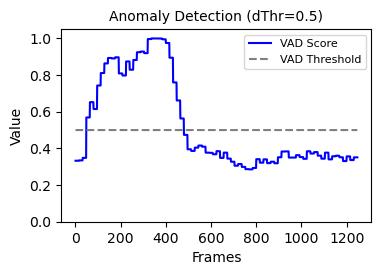 Anomaly Detection (dThr=0.5)
1.0
0.8
0.6
0.4
0.2
0.0
Value
VAD Score
VAD Threshold
0 200 400 600 800 1000 1200
Frames